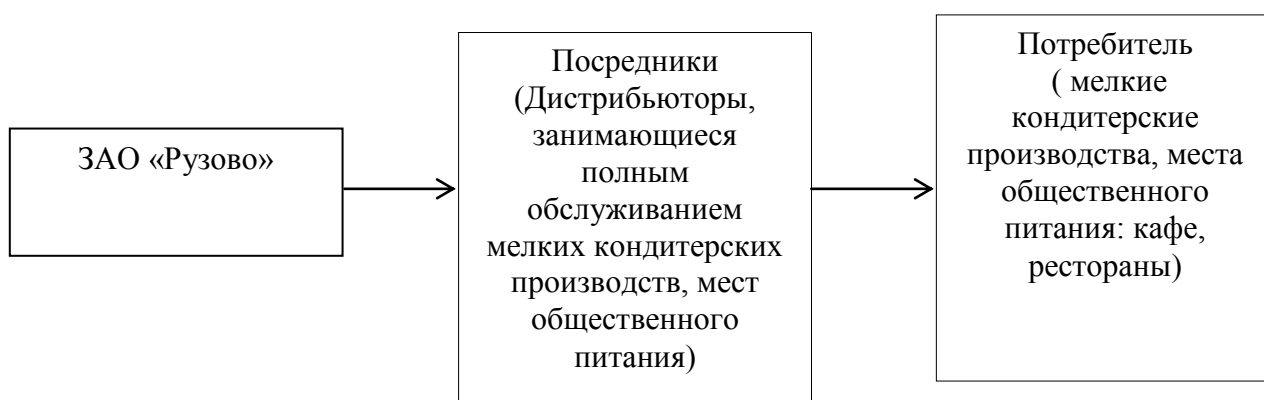 ЗАО «Рузово»
Посредники
(Дистрибьюторы,
занимающиеся
полным
обслуживанием
мелких кондитерских
производств, мест
общественного
питания)
Потребитель
( мелкие
кондитерские
производства, места
общественного
питания: кафе,
рестораны)